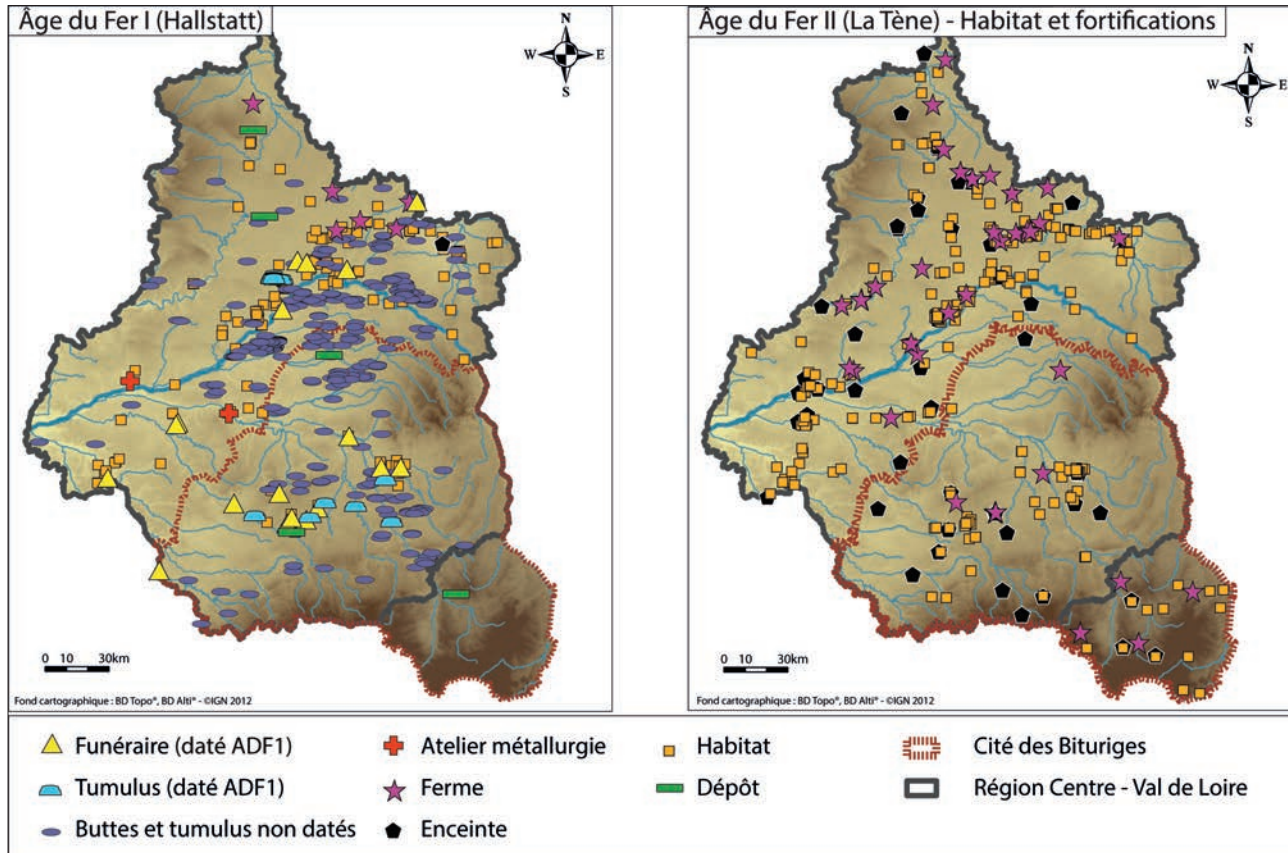 Âge du Fer I (Hallstatt)
N
W
E
S
0 10 30km
Fond cartographique : BD Topo®, BD Alti® - ©IGN 2012
Âge du Fer II (La Tène) - Habitat et fortifications
N
W
E
S
0 10 30km
Fond cartographique : BD Topo®, BD Alti® - ©IGN 2012
Funéraire (daté ADF1)
Atelier métallurgie
Habitat
Cité des Bituriges
Tumulus (daté ADF1)
Ferme
Dépôt
Région Centre - Val de Loire
Buttes et tumulus non datés
Enceinte